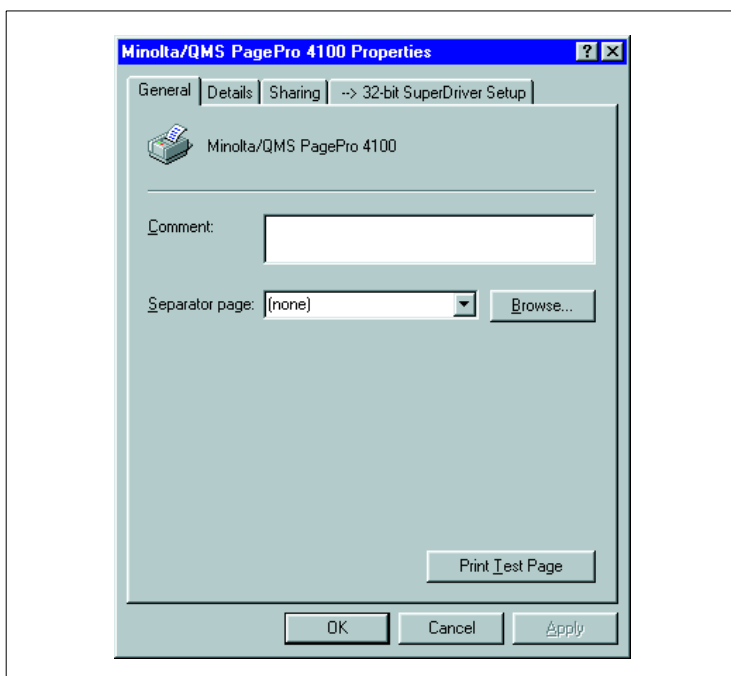 Minolta/QMS PagePro 4100 Properties
General Details Sharing --> 32-bit SuperDriver Setup
Minolta/QMS PagePro 4100
Comment:
Separator page: (none) Browse...
Print Test Page
OK Cancel Apply